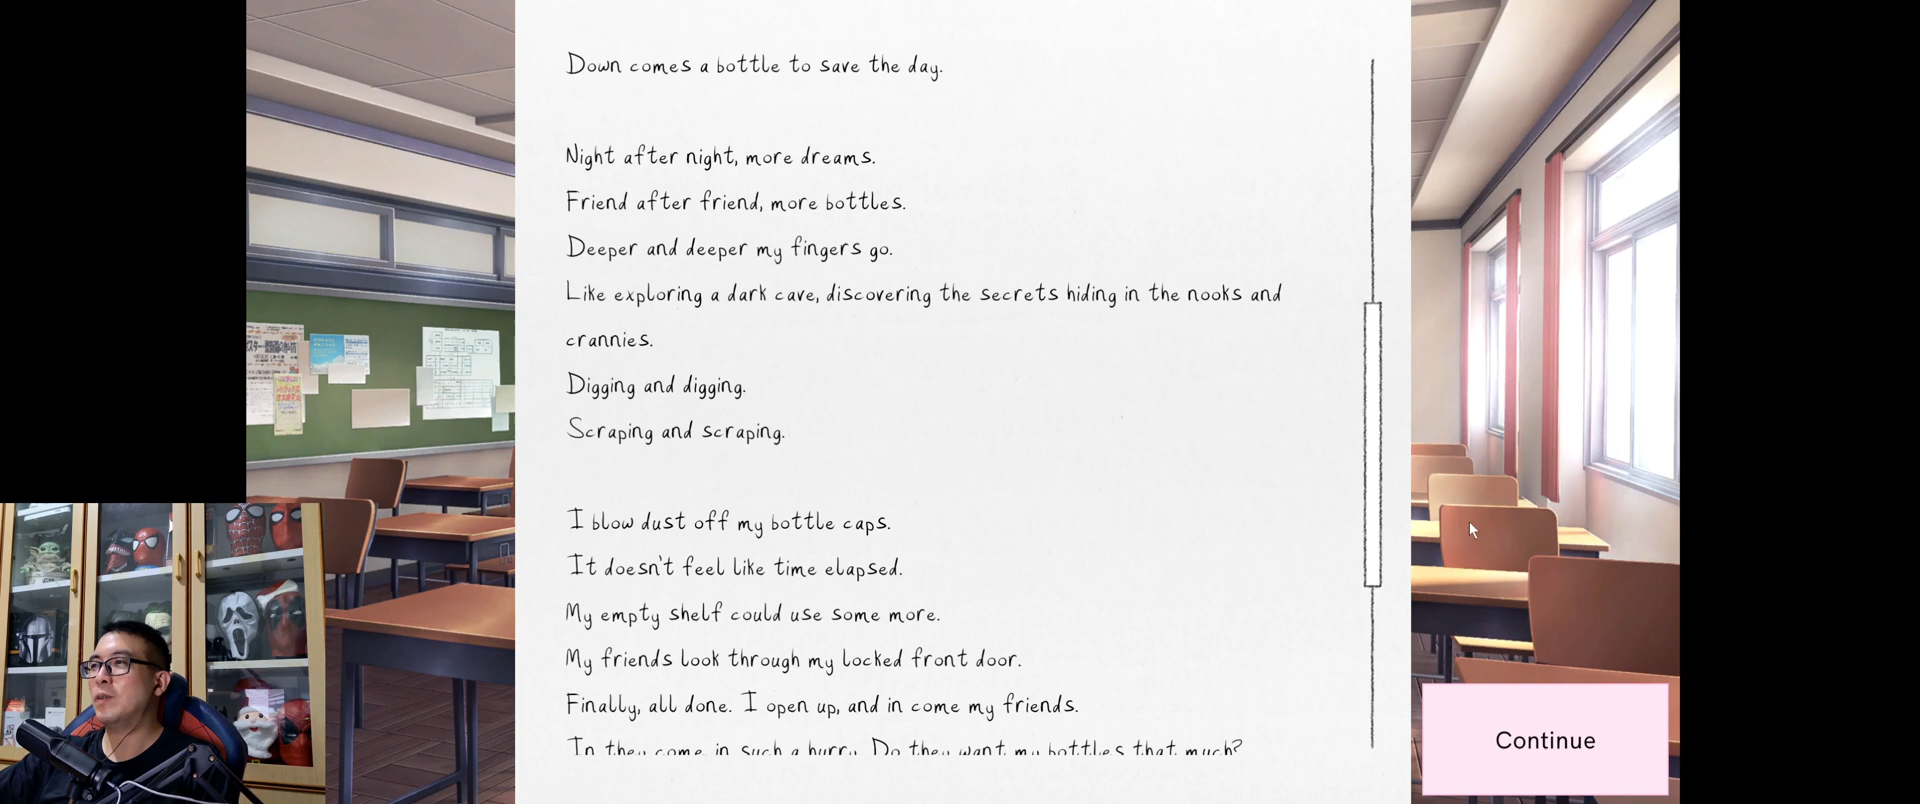 Down comes a bottle to save the day.
Night after night, more dreams.
Friend after friend, more bottles.
Deeper and deeper my fingers go.
Like exploring a dark cave, discovering the secrets hiding in the nooks and
crannies.
Digging and digging.
Scraping and scraping.
I blow dust off my bottle caps.
It doesn't feel like time elapsed.
My empty shelf could use some more.
My friends look through my locked front door.
Finally, all done. I open up, and in come my friends.
In they come, in such a hurry. Do they want my bottles that much?
Continue